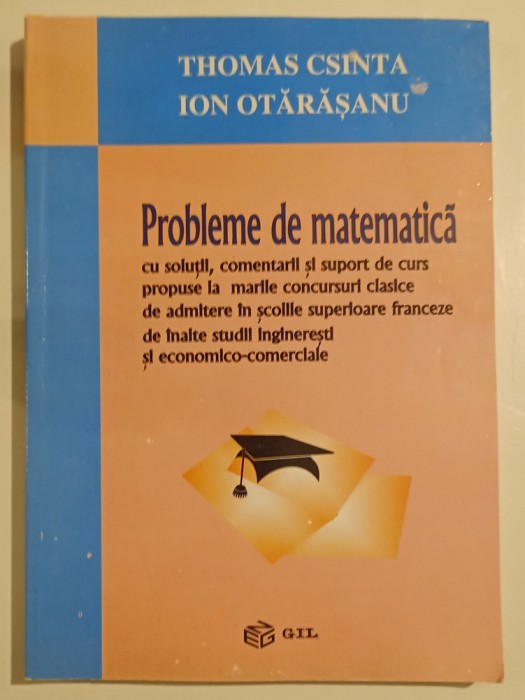 THOMAS CSINTA
ION OTĂRĂȘANU
Probleme de matematică
cu soluții, comentarii și suport de curs
propuse la marile concursuri clasice
de admitere în școlile superioare franceze
de înalte studii inginerești
și economico-comerciale
GIL